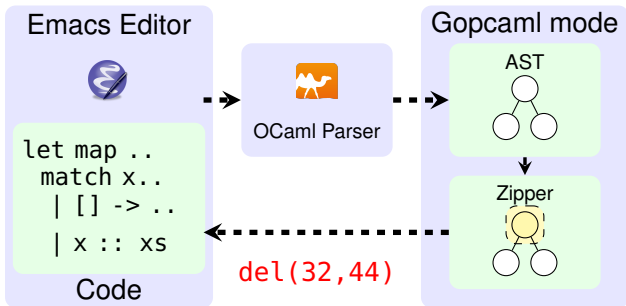 Emacs Editor
let map ..
match x..
| [] -> ..
| x :: xs
Code
OCaml Parser
Gopcaml mode
AST
Zipper
del(32,44)